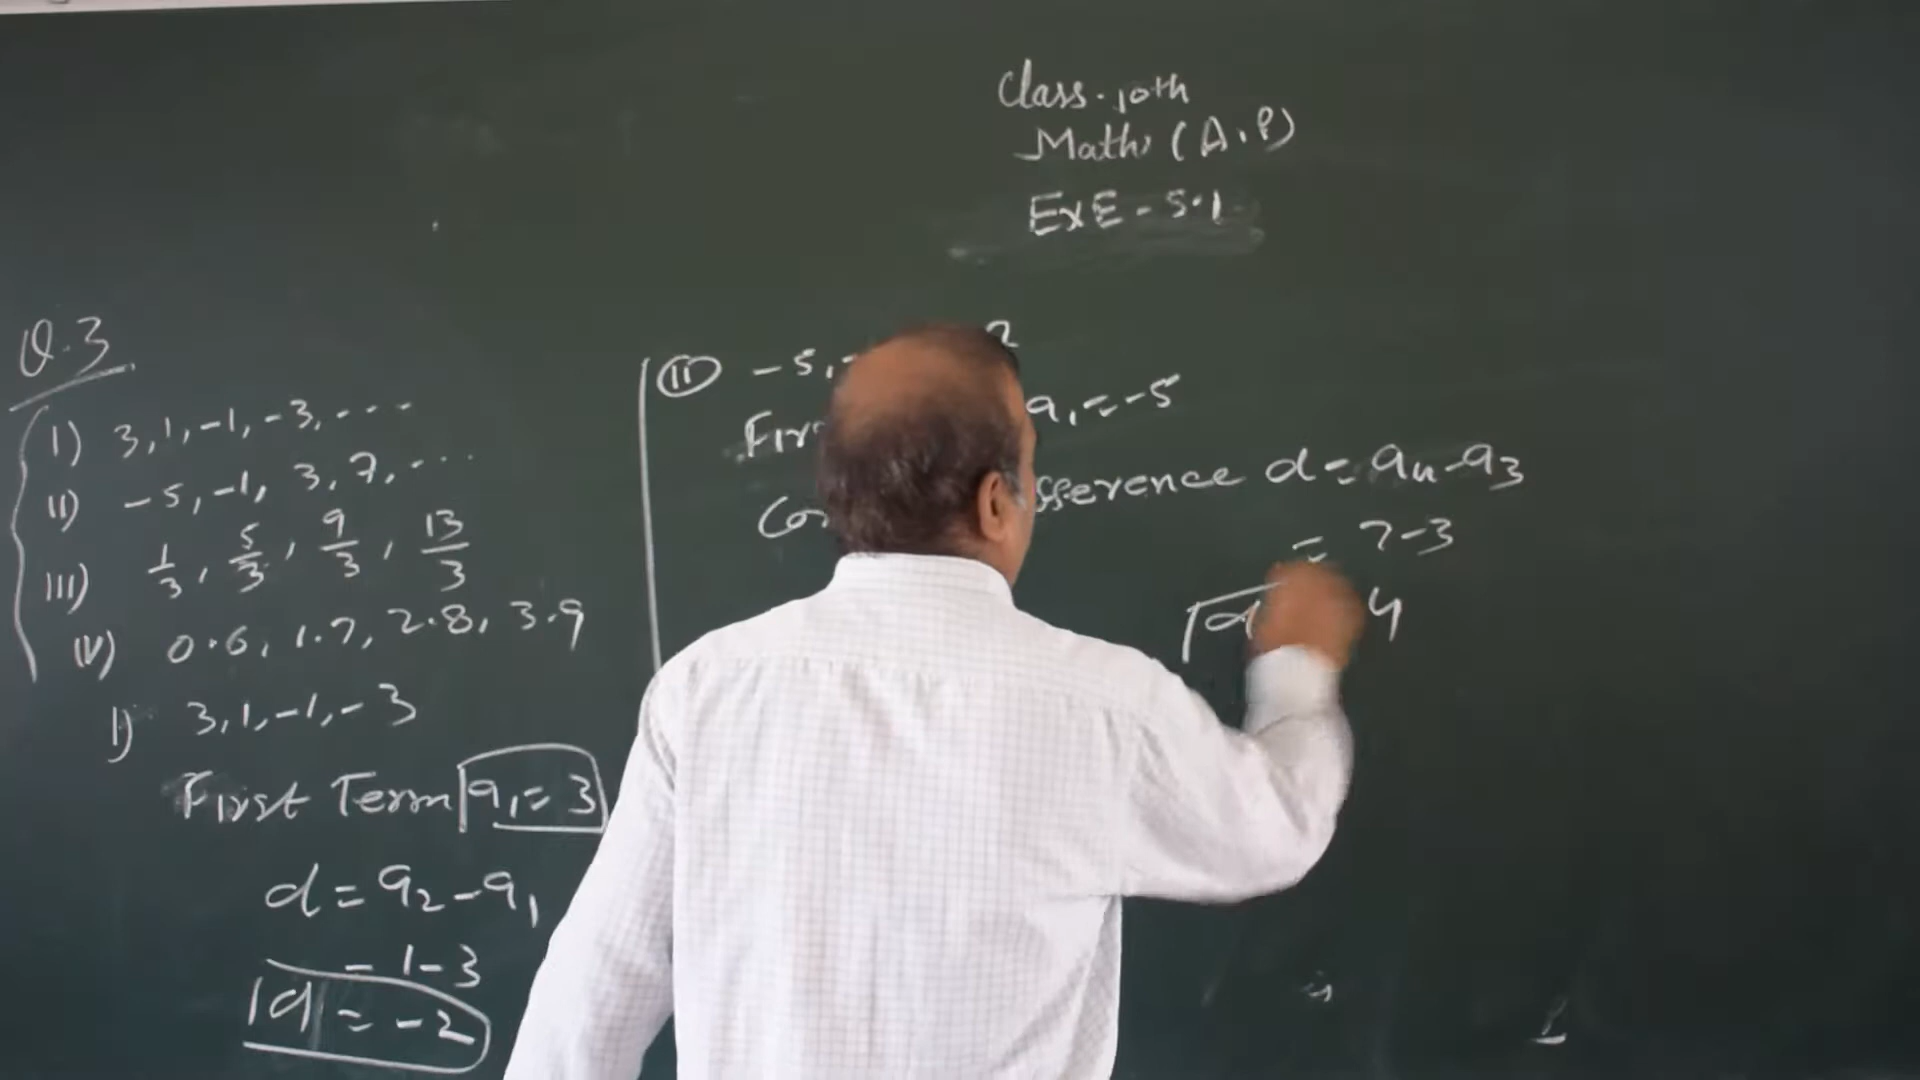 Class. 10th
Maths (A.P)
EXE - 5.1
Q.3
I) 3, 1, -1, -3, ...
II) -5, -1, 3, 7, ...
III) 1/3, 5/3, 9/3, 13/3
IV) 0.6, 1.7, 2.8, 3.9
I) 3, 1, -1, -3
First Term a₁ = 3
d = a₂ - a₁
= 1 - 3
d = -2
II) -5,
a₁ = -5
d = a₄ - a₃
= 7 - 3
d 4